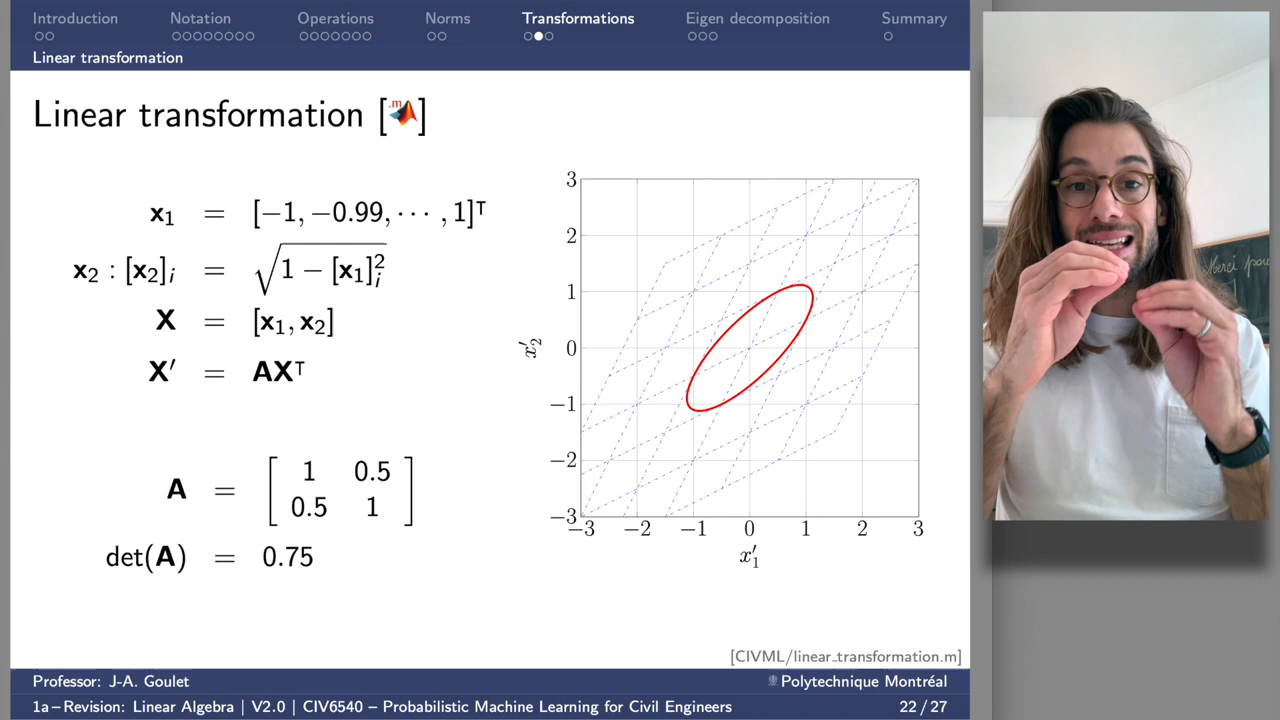 Introduction Notation Operations Norms Transformations Eigen decomposition Summary
Linear transformation
Linear transformation [.m]
x₁ = [−1, −0.99, ⋯ , 1]ᵀ
x₂ : [x₂]ᵢ = √(1 − [x₁]ᵢ²)
X = [x₁, x₂]
X′ = AXᵀ
A = [ 1 0.5
0.5 1 ]
det(A) = 0.75
3
2
1
0
−1
−2
−3
x′₂
−3 −2 −1 0 1 2 3
x′₁
[CIVML/linear_transformation.m]
Professor: J-A. Goulet Polytechnique Montréal
1a – Revision: Linear Algebra | V2.0 | CIV6540 – Probabilistic Machine Learning for Civil Engineers 22 / 27
Merci pour